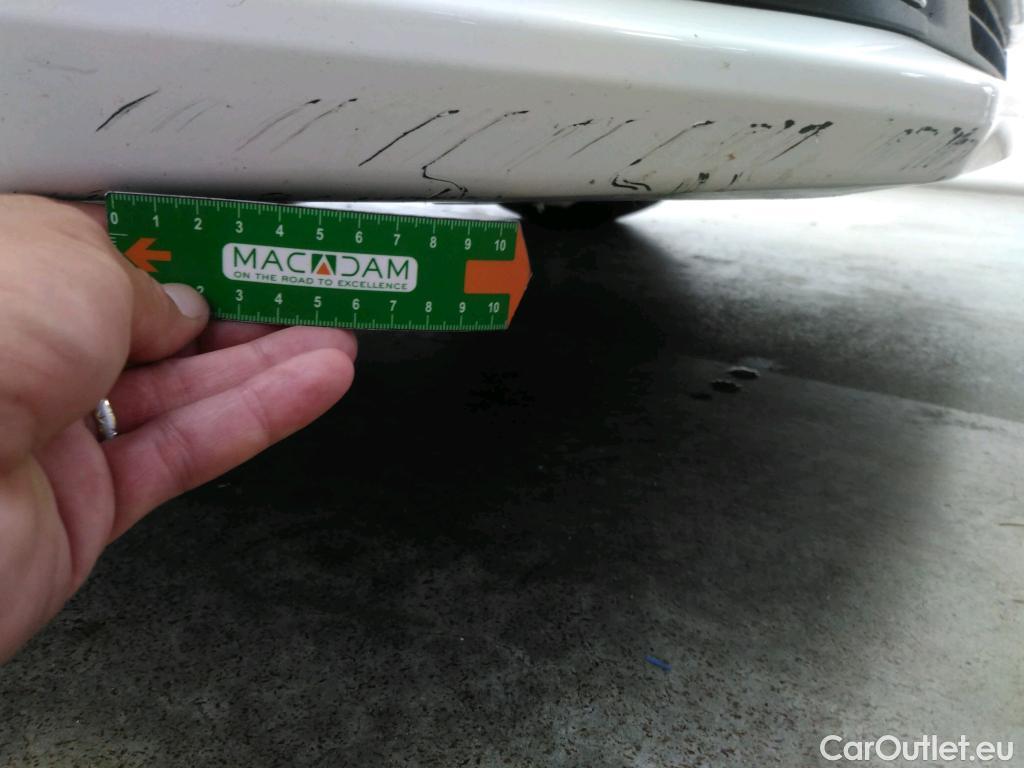 0 1 2 3 4 5 6 7 8 9 10
MACADAM
ON THE ROAD TO EXCELLENCE
2 3 4 5 6 7 8 9 10
CarOutlet.eu